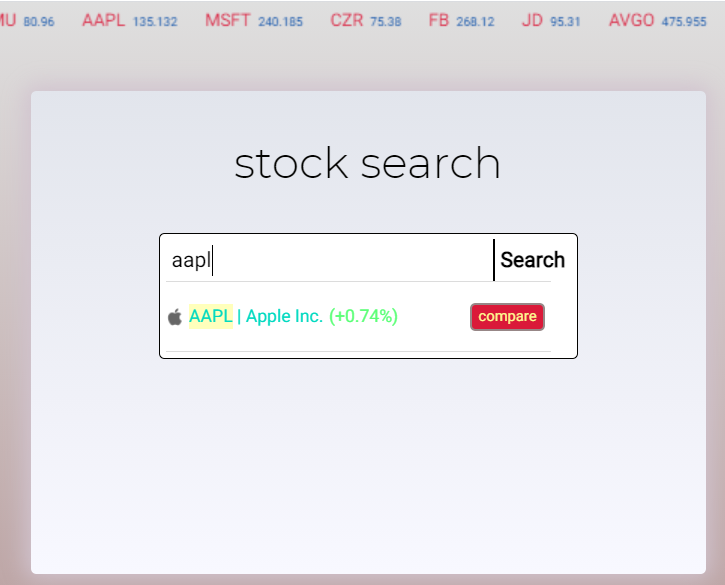 MU 80.96 AAPL 135.132 MSFT 240.185 CZR 75.38 FB 268.12 JD 95.31 AVGO 475.955
stock search
aapl Search
AAPL | Apple Inc. (+0.74%) compare